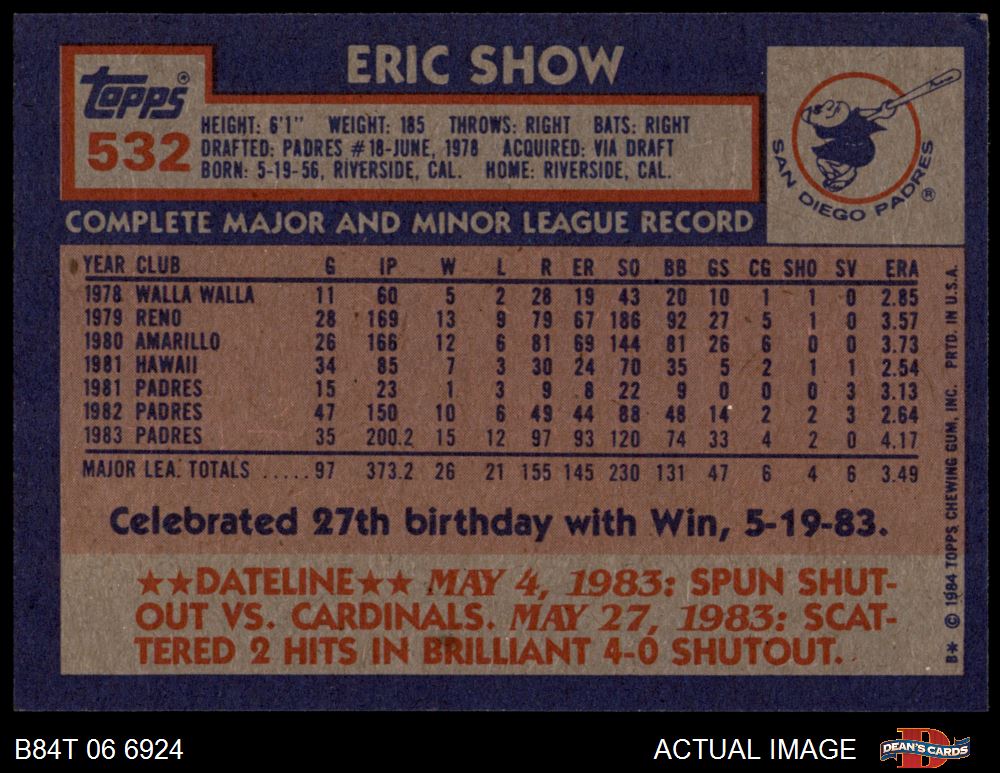 ERIC SHOW
Topps®
532
HEIGHT: 6'1" WEIGHT: 185 THROWS: RIGHT BATS: RIGHT
DRAFTED: PADRES #18-JUNE, 1978 ACQUIRED: VIA DRAFT
BORN: 5-19-56, RIVERSIDE, CAL. HOME: RIVERSIDE, CAL.
SAN DIEGO PADRES ®
COMPLETE MAJOR AND MINOR LEAGUE RECORD
YEAR CLUB G IP W L R ER SO BB GS CG SHO SV ERA
1978 WALLA WALLA 11 60 5 2 28 19 43 20 10 1 1 0 2.85
1979 RENO 28 169 13 9 79 67 186 92 27 5 1 0 3.57
1980 AMARILLO 26 166 12 6 81 69 144 81 26 6 0 0 3.73
1981 HAWAII 34 85 7 3 30 24 70 35 5 2 1 1 2.54
1981 PADRES 15 23 1 3 9 8 22 9 0 0 0 3 3.13
1982 PADRES 47 150 10 6 49 44 88 48 14 2 2 3 2.64
1983 PADRES 35 200.2 15 12 97 93 120 74 33 4 2 0 4.17
MAJOR LEA. TOTALS ..... 97 373.2 26 21 155 145 230 131 47 6 4 6 3.49
Celebrated 27th birthday with Win, 5-19-83.
★★DATELINE★★ MAY 4, 1983: SPUN SHUT-
OUT VS. CARDINALS. MAY 27, 1983: SCAT-
TERED 2 HITS IN BRILLIANT 4-0 SHUTOUT.
B* © 1984 TOPPS CHEWING GUM, INC. PRTD. IN U.S.A.
B84T 06 6924
ACTUAL IMAGE
DEAN'S CARDS